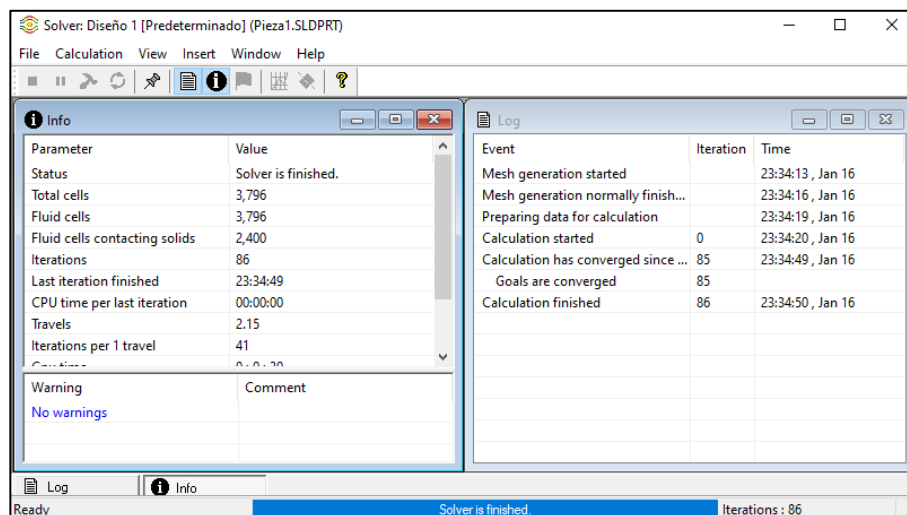 Solver: Diseño 1 [Predeterminado] (Pieza1.SLDPRT)
File Calculation View Insert Window Help
Info
Parameter Value
Status Solver is finished.
Total cells 3,796
Fluid cells 3,796
Fluid cells contacting solids 2,400
Iterations 86
Last iteration finished 23:34:49
CPU time per last iteration 00:00:00
Travels 2.15
Iterations per 1 travel 41
Warning Comment
No warnings
Log
Event Iteration Time
Mesh generation started 23:34:13 , Jan 16
Mesh generation normally finish... 23:34:16 , Jan 16
Preparing data for calculation 23:34:19 , Jan 16
Calculation started 0 23:34:20 , Jan 16
Calculation has converged since ... 85 23:34:49 , Jan 16
Goals are converged 85
Calculation finished 86 23:34:50 , Jan 16
Log Info
Ready Solver is finished. Iterations : 86